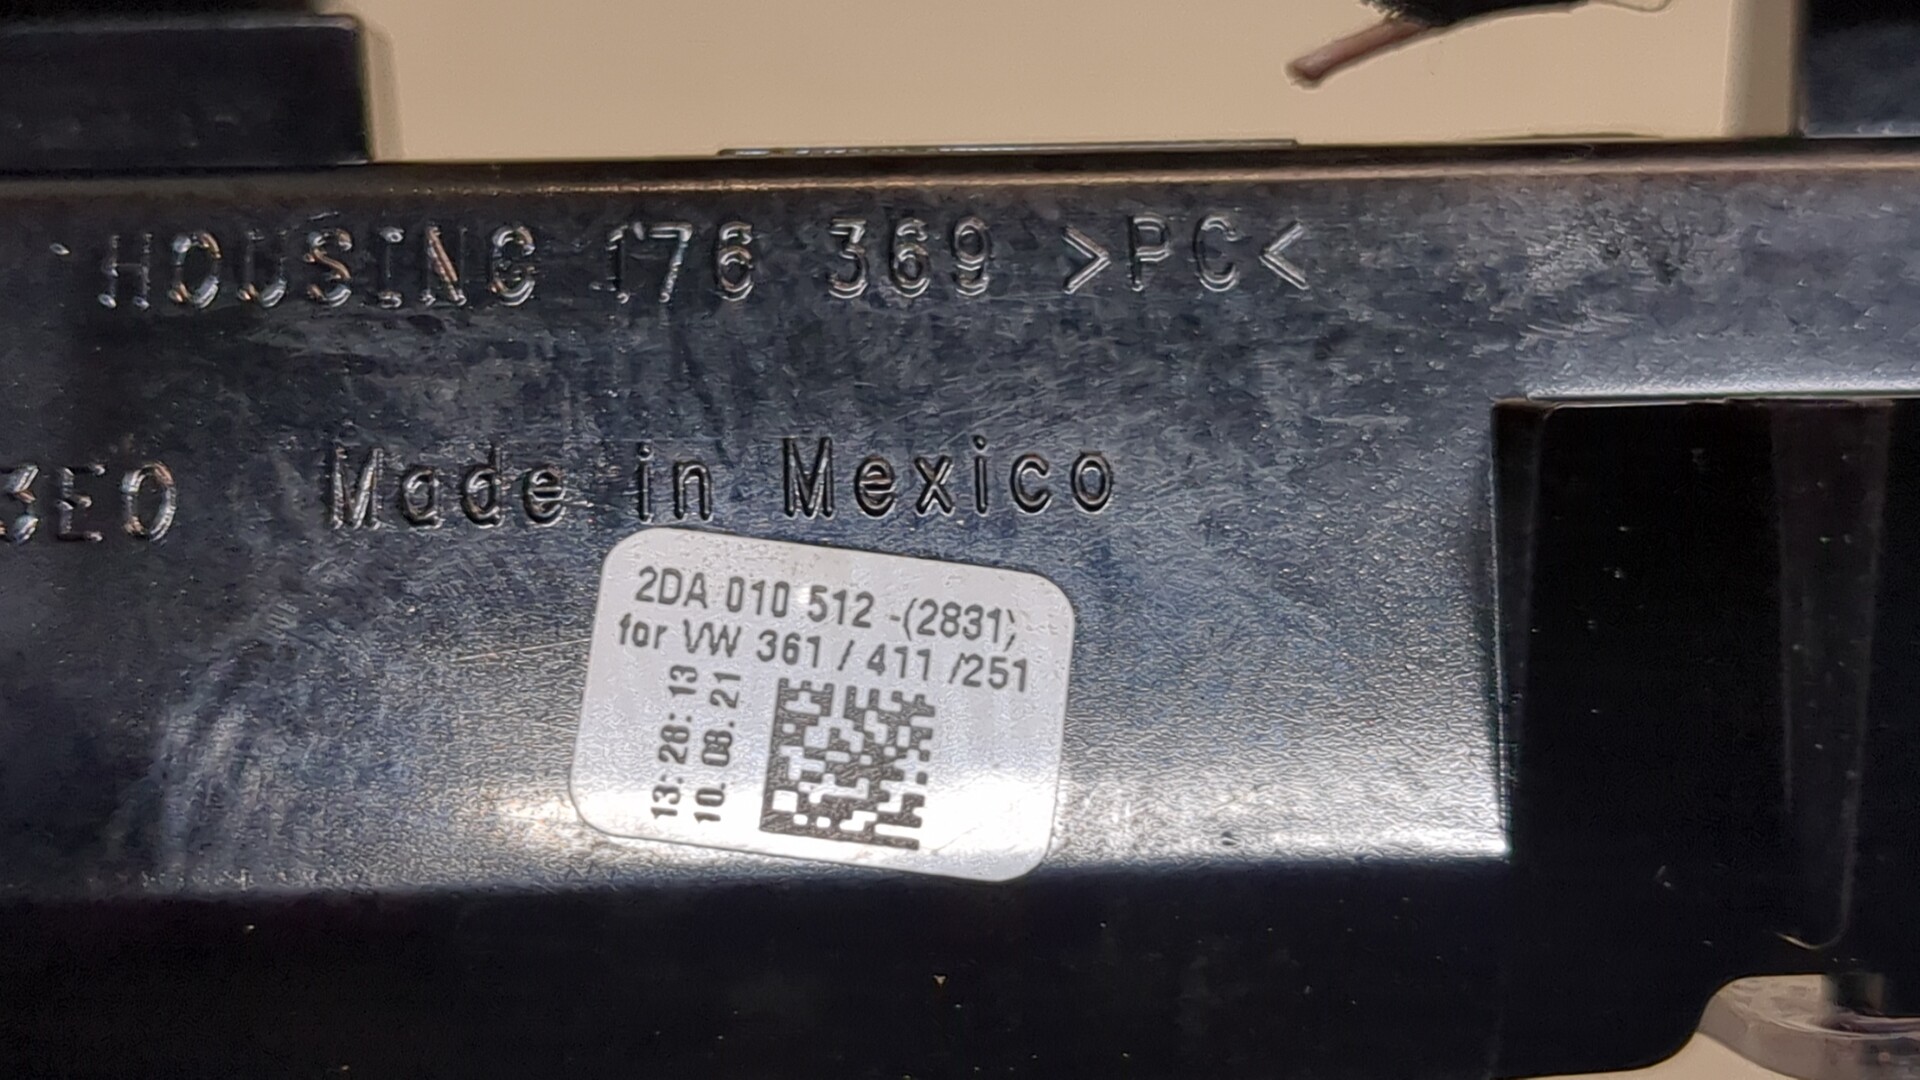 HOUSING 176 369 >PC<
3EO Made in Mexico
2DA 010 512 -(2831)
for VW 361 / 411 /251
13:28:13
10.08.21